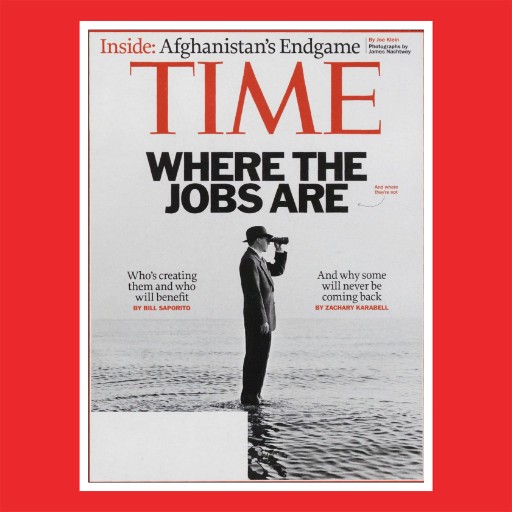 Inside: Afghanistan's Endgame
By Joe Klein
Photographs by
James Nachtwey
TIME
WHERE THE
JOBS ARE
And where
they're not
Who's creating
them and who
will benefit
BY BILL SAPORITO
And why some
will never be
coming back
BY ZACHARY KARABELL